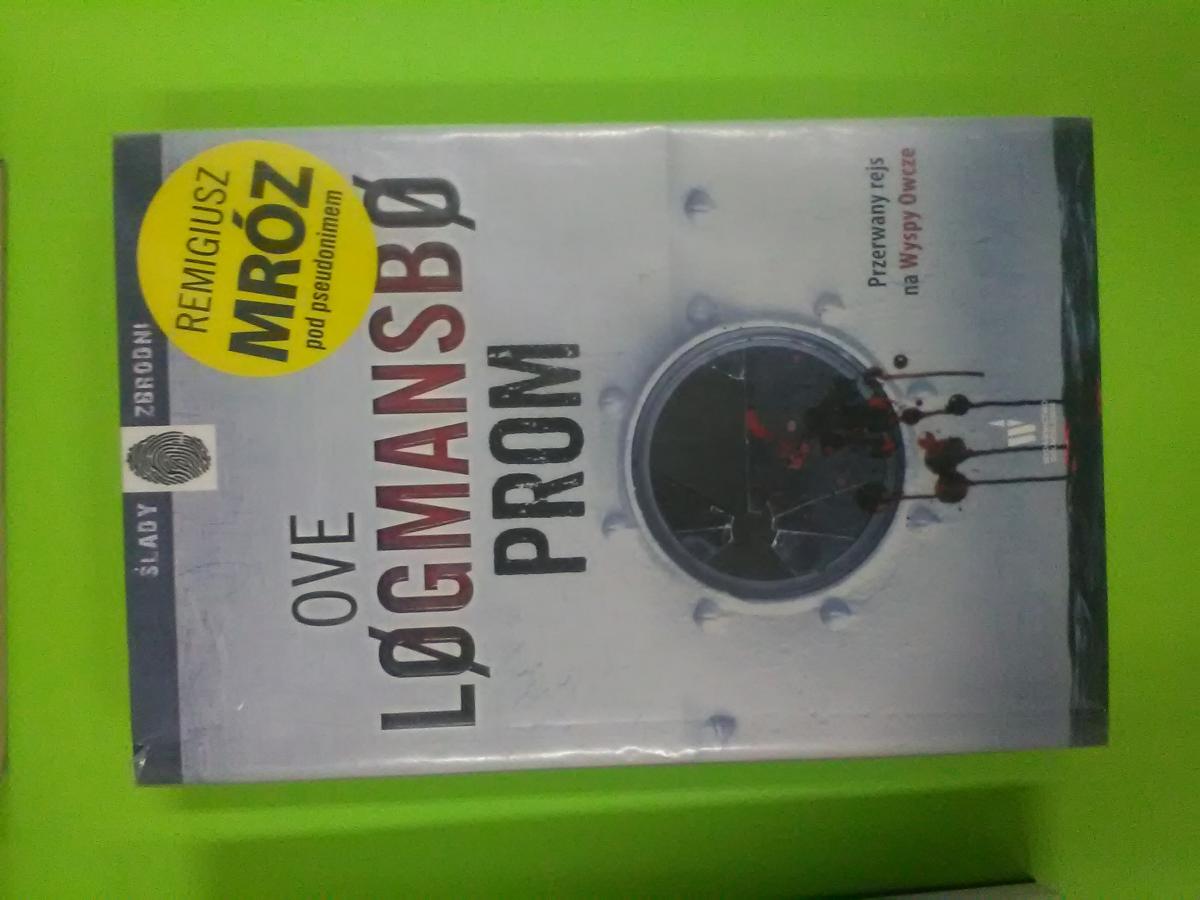 ŚLADY ZBRODNI
REMIGIUSZ
MRÓZ
pod pseudonimem
OVE
LØGMANSBØ
PROM
Przerwany rejs
na Wyspy Owcze